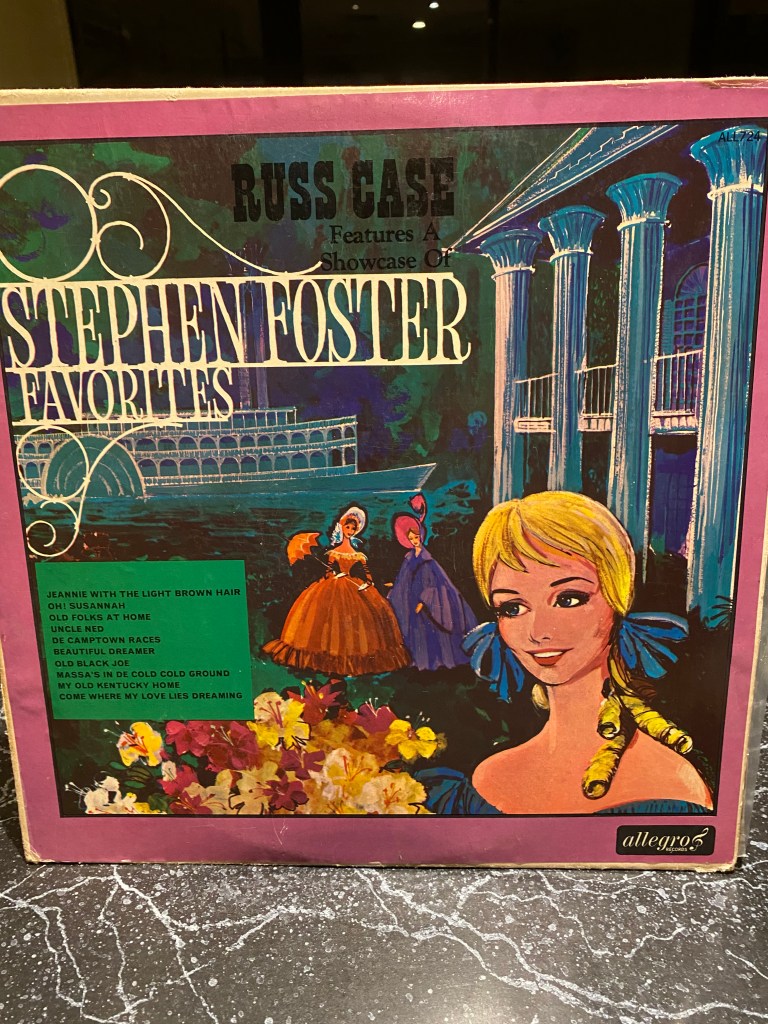 ALL724
RUSS CASE
Features A
Showcase Of
STEPHEN FOSTER
FAVORITES
JEANNIE WITH THE LIGHT BROWN HAIR
OH! SUSANNAH
OLD FOLKS AT HOME
UNCLE NED
DE CAMPTOWN RACES
BEAUTIFUL DREAMER
OLD BLACK JOE
MASSA'S IN DE COLD COLD GROUND
MY OLD KENTUCKY HOME
COME WHERE MY LOVE LIES DREAMING
allegro
RECORDS